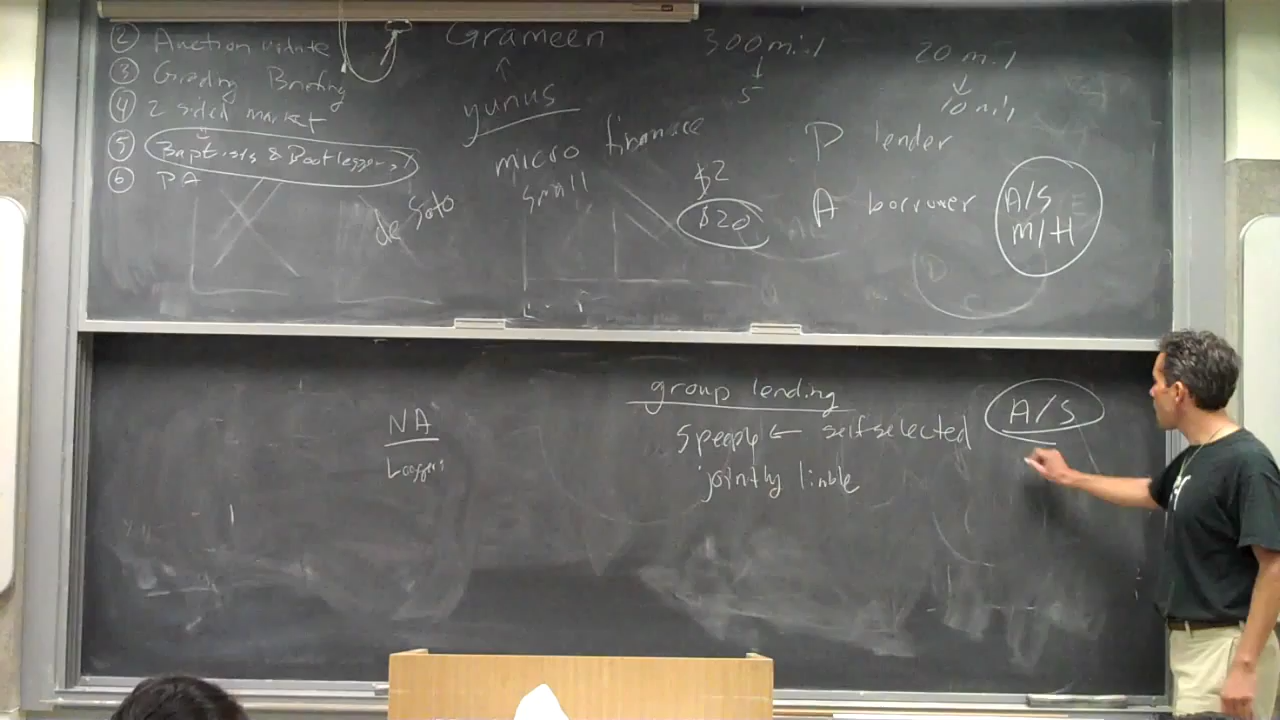 ② Auction update
③ Grading Briefing
④ 2 sided market
⑤ Baptists & Bootleggers
⑥ PA
de Soto
Grameen
↑
yunus
micro finance
small
$2
$20
300 mil
↓
5
20 mil
↓
10 mil
P lender
A borrower
A/S
M/H
D
C
Q
NA
Loggers
group lending
5 people ← self selected
jointly liable
A/S